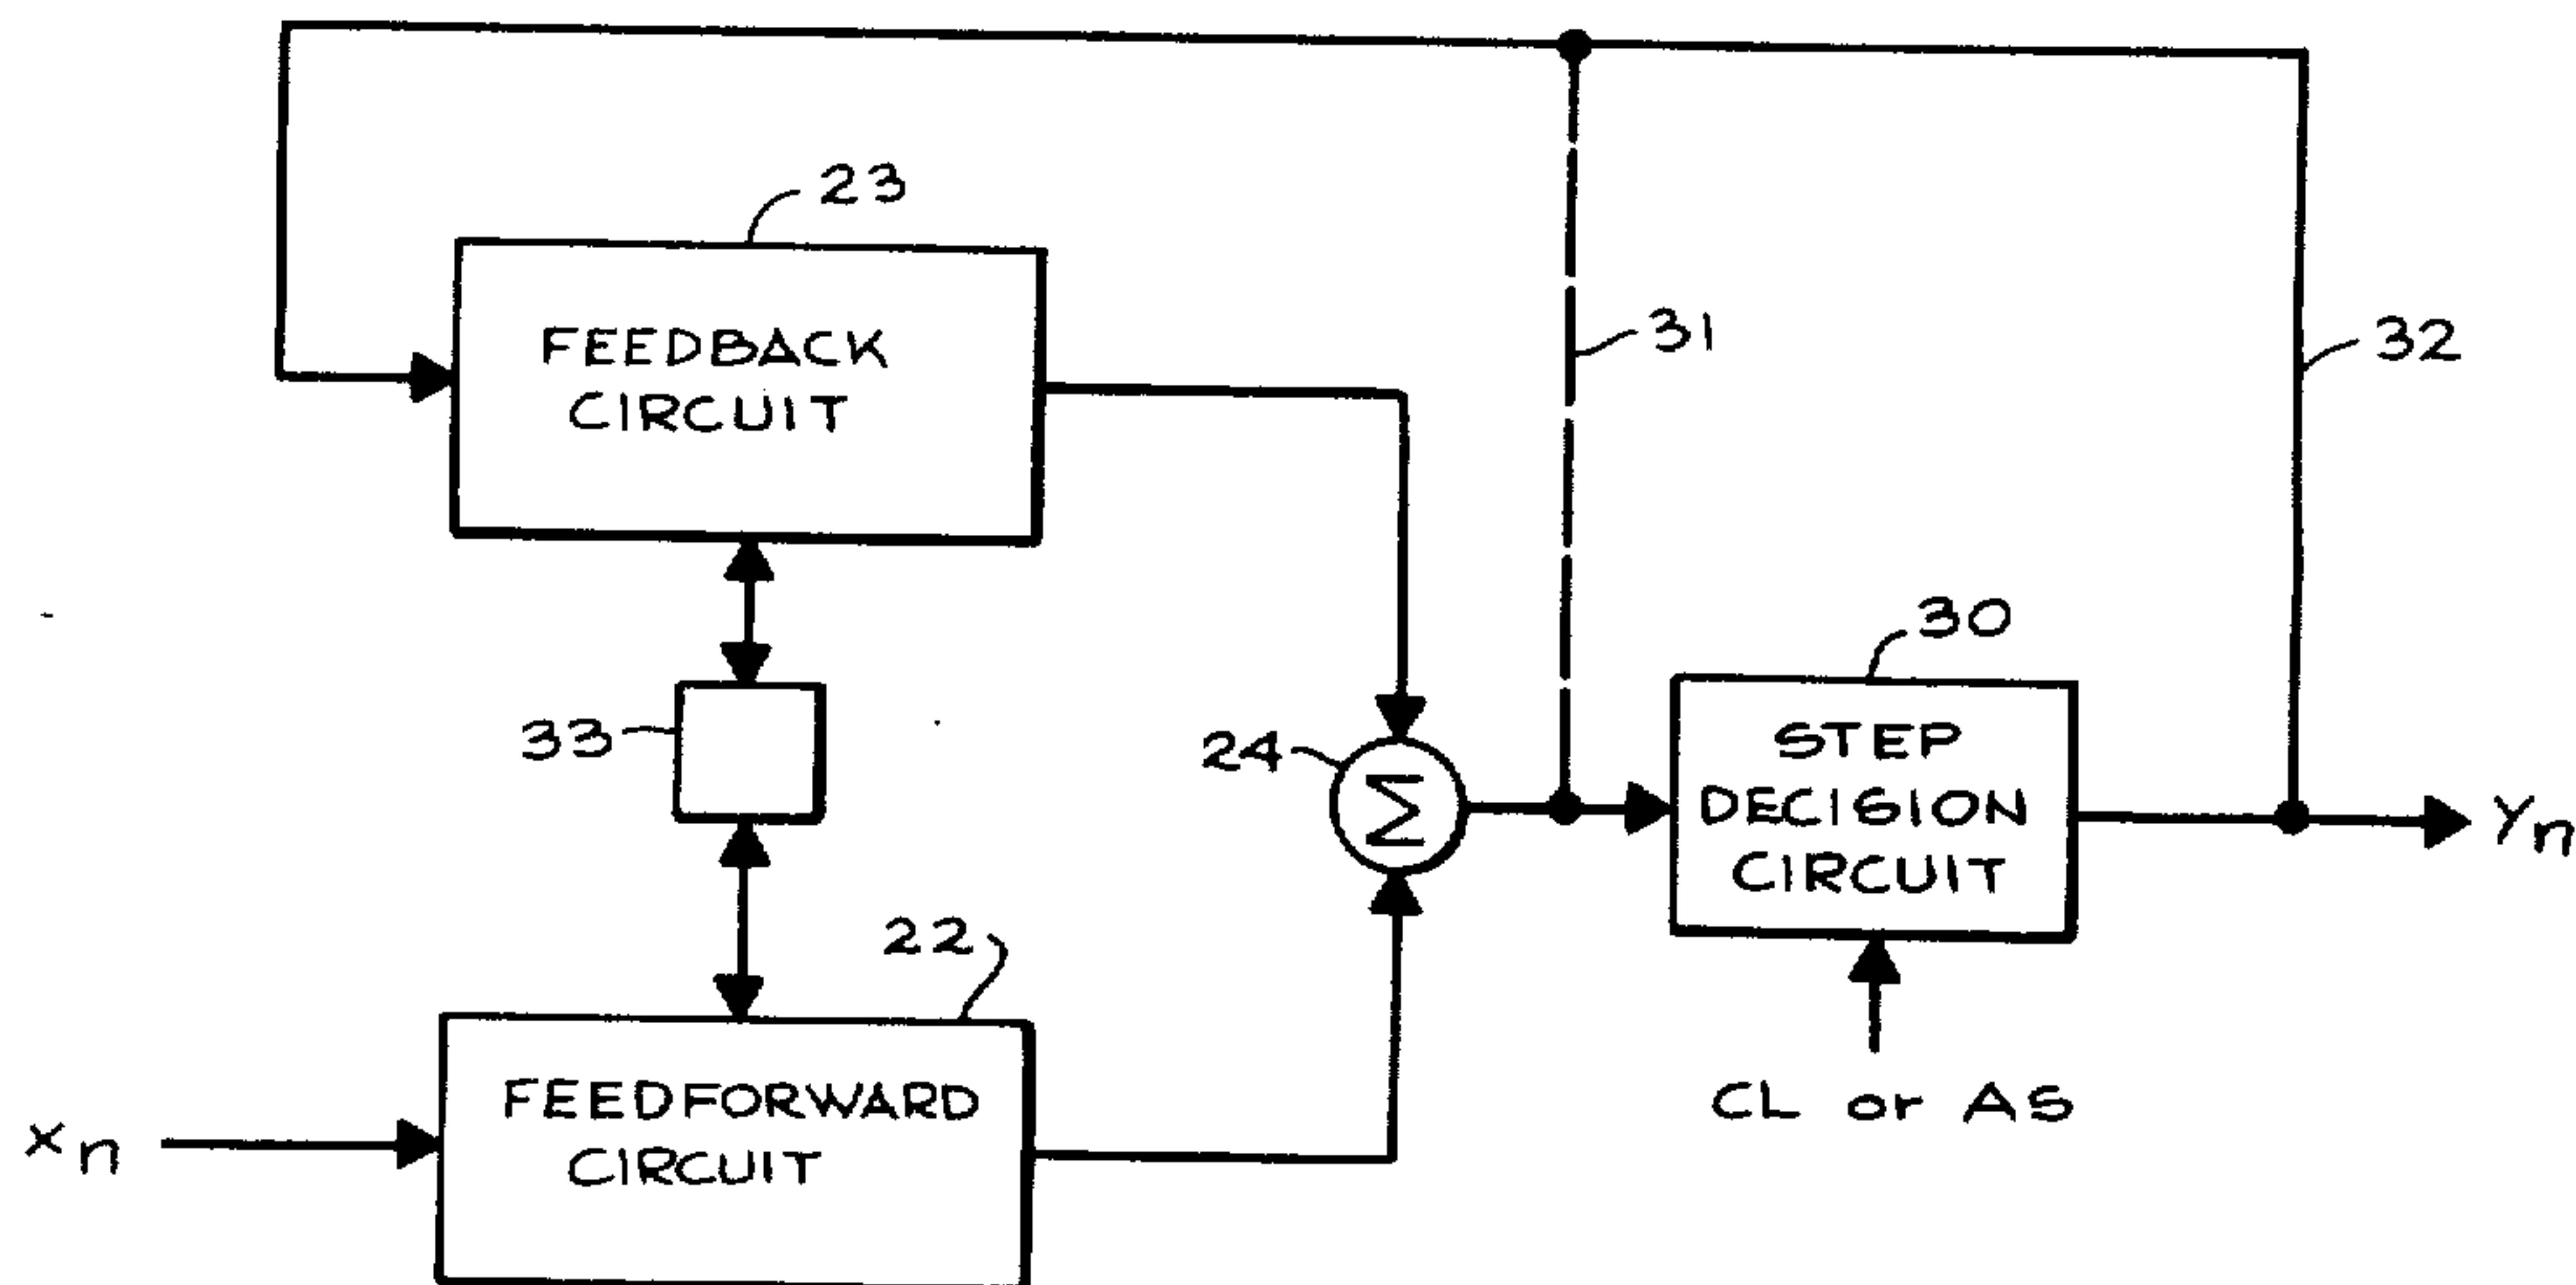 23
FEEDBACK
CIRCUIT
31
32
30
33
24
Σ
STEP
DECISION
CIRCUIT
yn
22
CL or AS
FEEDFORWARD
CIRCUIT
xn